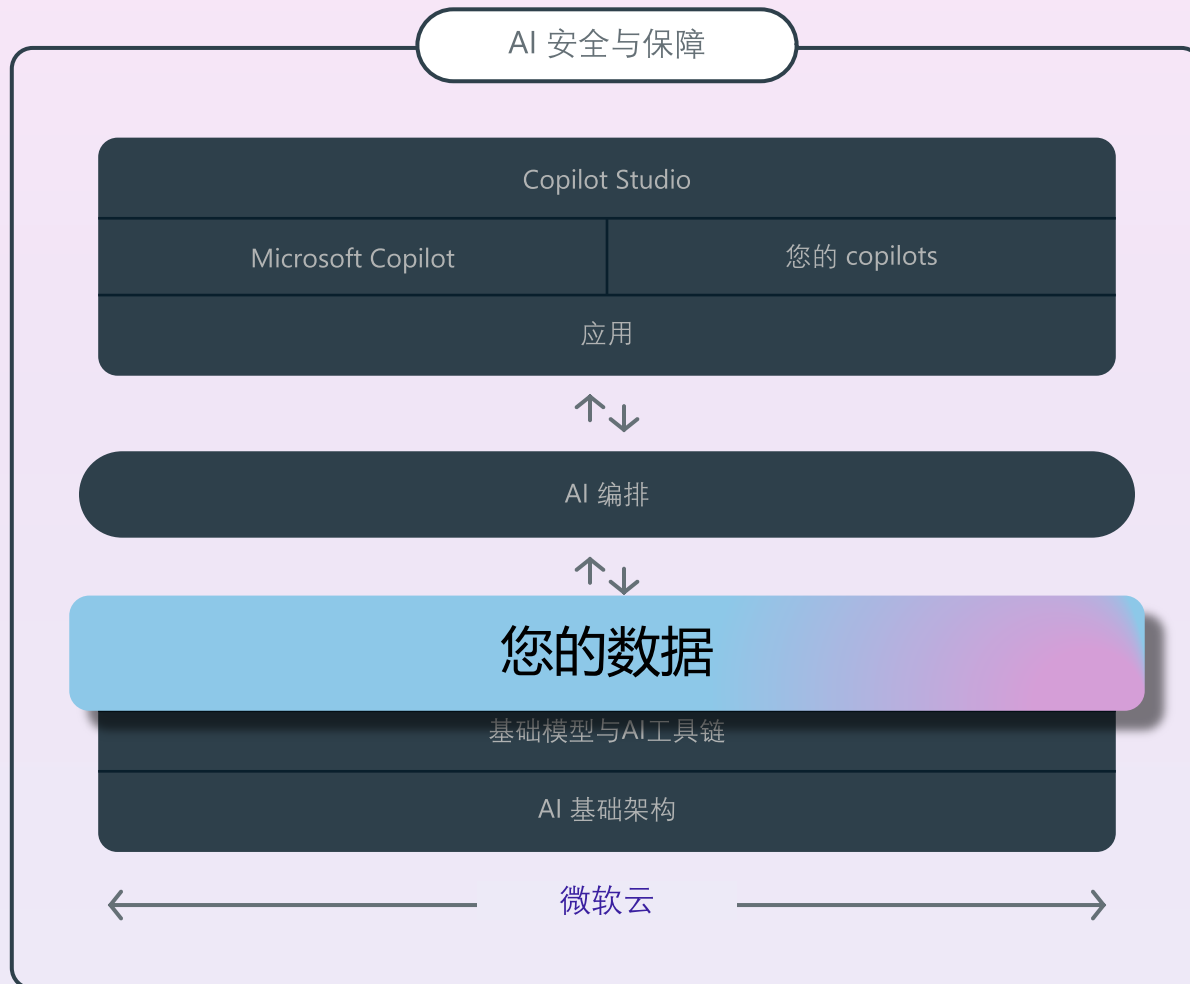 AI 安全与保障
Copilot Studio
Microsoft Copilot
您的 copilots
应用
AI 编排
您的数据
基础模型与AI工具链
AI 基础架构
微软云